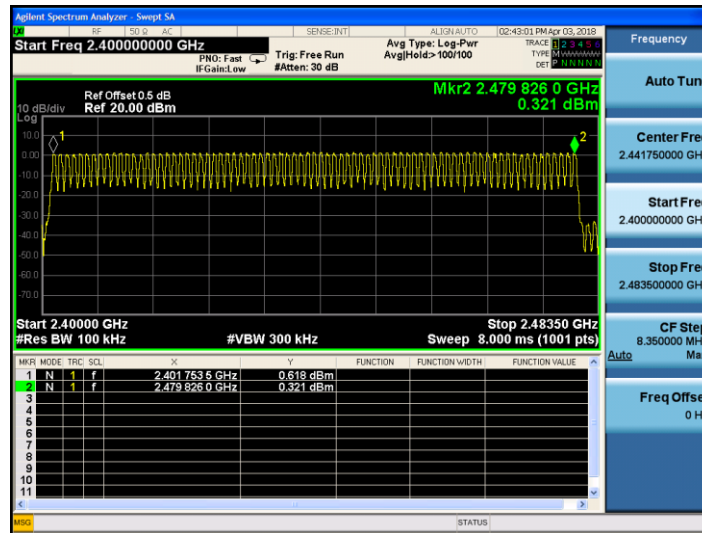 Agilent Spectrum Analyzer - Swept SA
RF 50 Ω AC SENSE:INT ALIGN AUTO 02:43:01 PM Apr 03, 2018
Start Freq 2.400000000 GHz
PNO: Fast
IFGain:Low
Trig: Free Run
#Atten: 30 dB
Avg Type: Log-Pwr
Avg|Hold:>100/100
TRACE 1 2 3 4 5 6
TYPE M
DET P N N N N N
Ref Offset 0.5 dB
10 dB/div Ref 20.00 dBm
Log
Mkr2 2.479 826 0 GHz
0.321 dBm
10.0
0.00
-10.0
-20.0
-30.0
-40.0
-50.0
-60.0
-70.0
1
2
Start 2.40000 GHz Stop 2.48350 GHz
#Res BW 100 kHz #VBW 300 kHz Sweep 8.000 ms (1001 pts)
MKR MODE TRC SCL X Y FUNCTION FUNCTION WIDTH FUNCTION VALUE
1 N 1 f 2.401 753 5 GHz 0.618 dBm
2 N 1 f 2.479 826 0 GHz 0.321 dBm
3
4
5
6
7
8
9
10
11
MSG STATUS
Frequency
Auto Tun
Center Fre
2.441750000 GH
Start Fre
2.400000000 GH
Stop Fre
2.483500000 GH
CF Ste
8.350000 MH
Auto Ma
Freq Offse
0 H